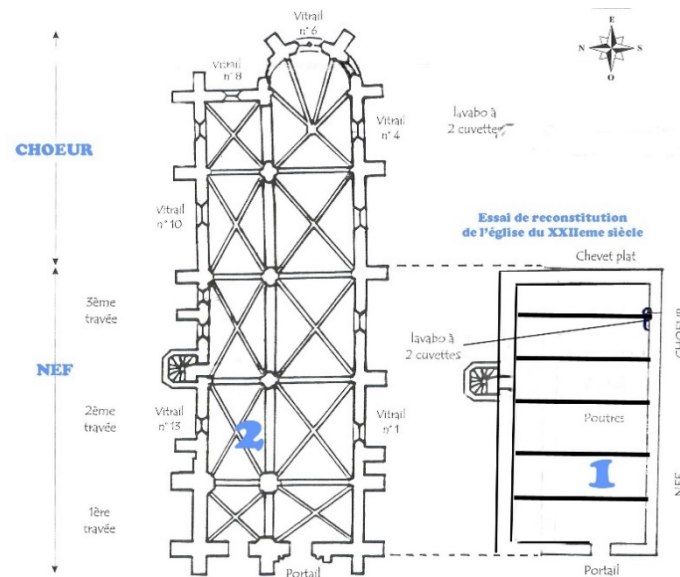 Vitrail
n° 6
E
N S
O
Vitrail
n° 8
Vitrail
n° 4
lavabo à
2 cuvettes
CHOEUR
Vitrail
n° 10
Essai de reconstitution
de l'église du XXIIeme siècle
Chevet plat
3ème
travée
lavabo à
2 cuvettes
CHOEUR
NEF
2ème
travée
Vitrail
n° 13
2
Vitrail
n° 1
Poutres
1
NEF
1ère
travée
Portail
Portail